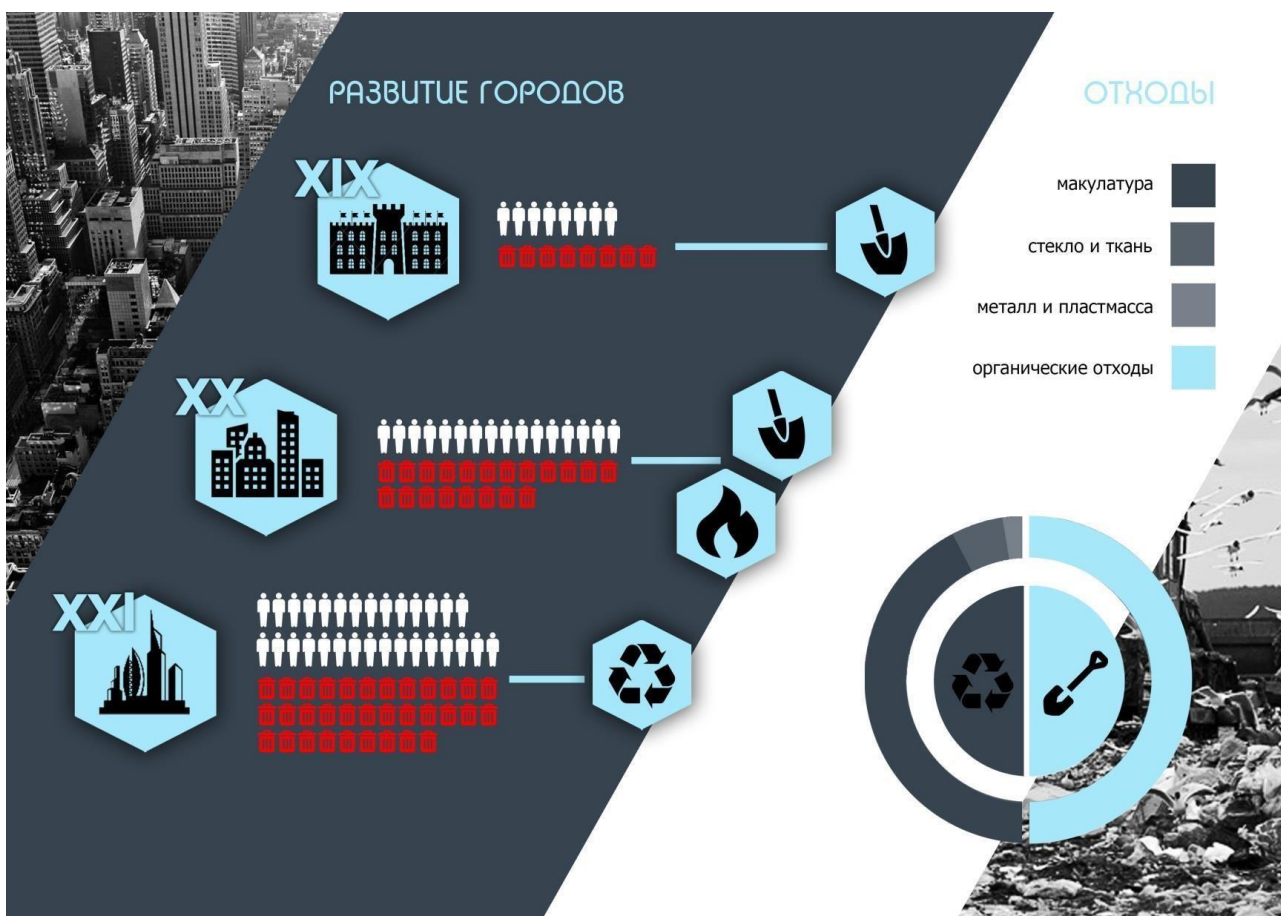 РАЗВИТИЕ ГОРОДОВ
XIX
XX
XXI
ОТХОДЫ
макулатура
стекло и ткань
металл и пластмасса
органические отходы